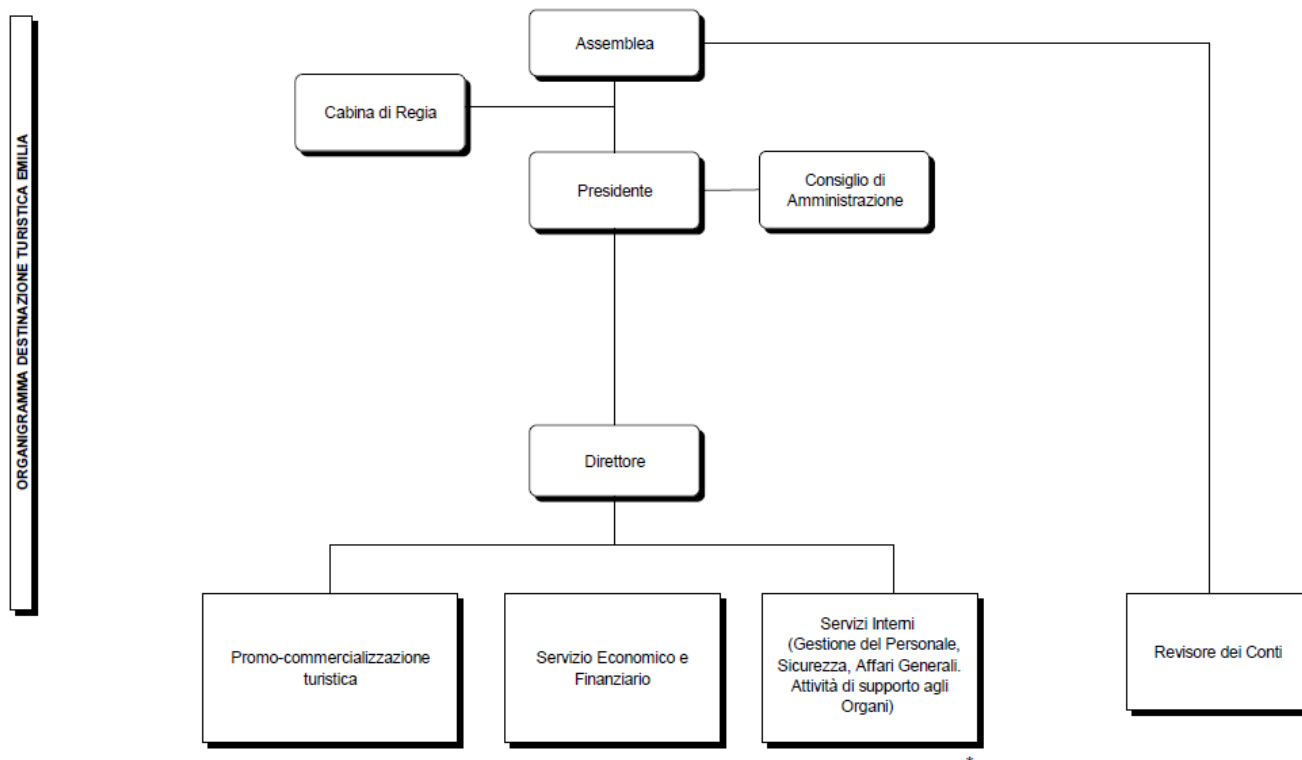 ORGANIGRAMMA DESTINAZIONE TURISTICA EMILIA
Assemblea
Cabina di Regia
Presidente
Consiglio di
Amministrazione
Direttore
Promo-commercializzazione
turistica
Servizio Economico e
Finanziario
Servizi Interni
(Gestione del Personale,
Sicurezza, Affari Generali.
Attività di supporto agli
Organi)
Revisore dei Conti
*